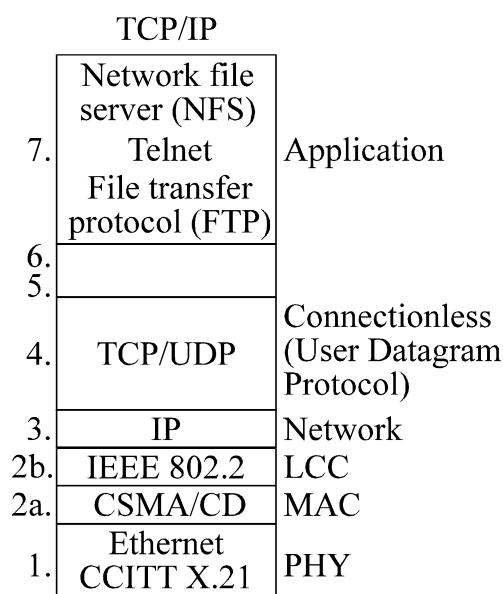 TCP/IP
Network file
server (NFS)
7. Telnet Application
File transfer
protocol (FTP)
6.
5.
Connectionless
4. TCP/UDP (User Datagram
Protocol)
3. IP Network
2b. IEEE 802.2 LCC
2a. CSMA/CD MAC
Ethernet
1. CCITT X.21 PHY